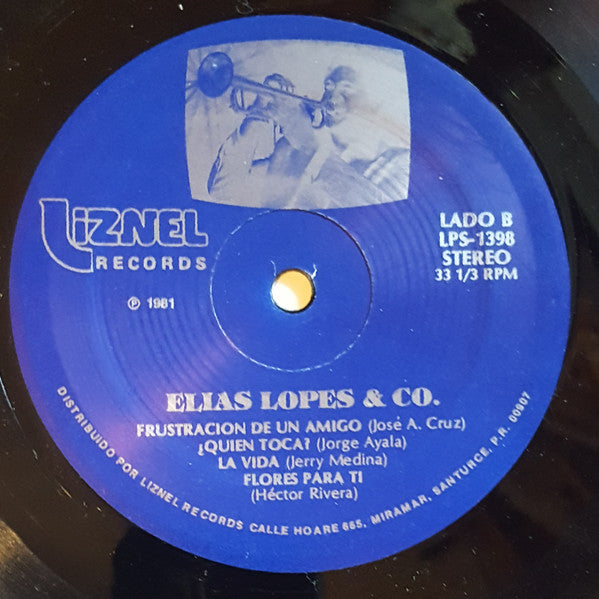 LIZNEL
RECORDS
℗ 1981
LADO B
LPS-1398
STEREO
33 1/3 RPM
ELIAS LOPES & CO.
FRUSTRACION DE UN AMIGO (José A. Cruz)
¿QUIEN TOCA? (Jorge Ayala)
LA VIDA (Jerry Medina)
FLORES PARA TI
(Héctor Rivera)
DISTRIBUIDO POR LIZNEL RECORDS CALLE HOARE 665, MIRAMAR, SANTURCE, P.R. 00907